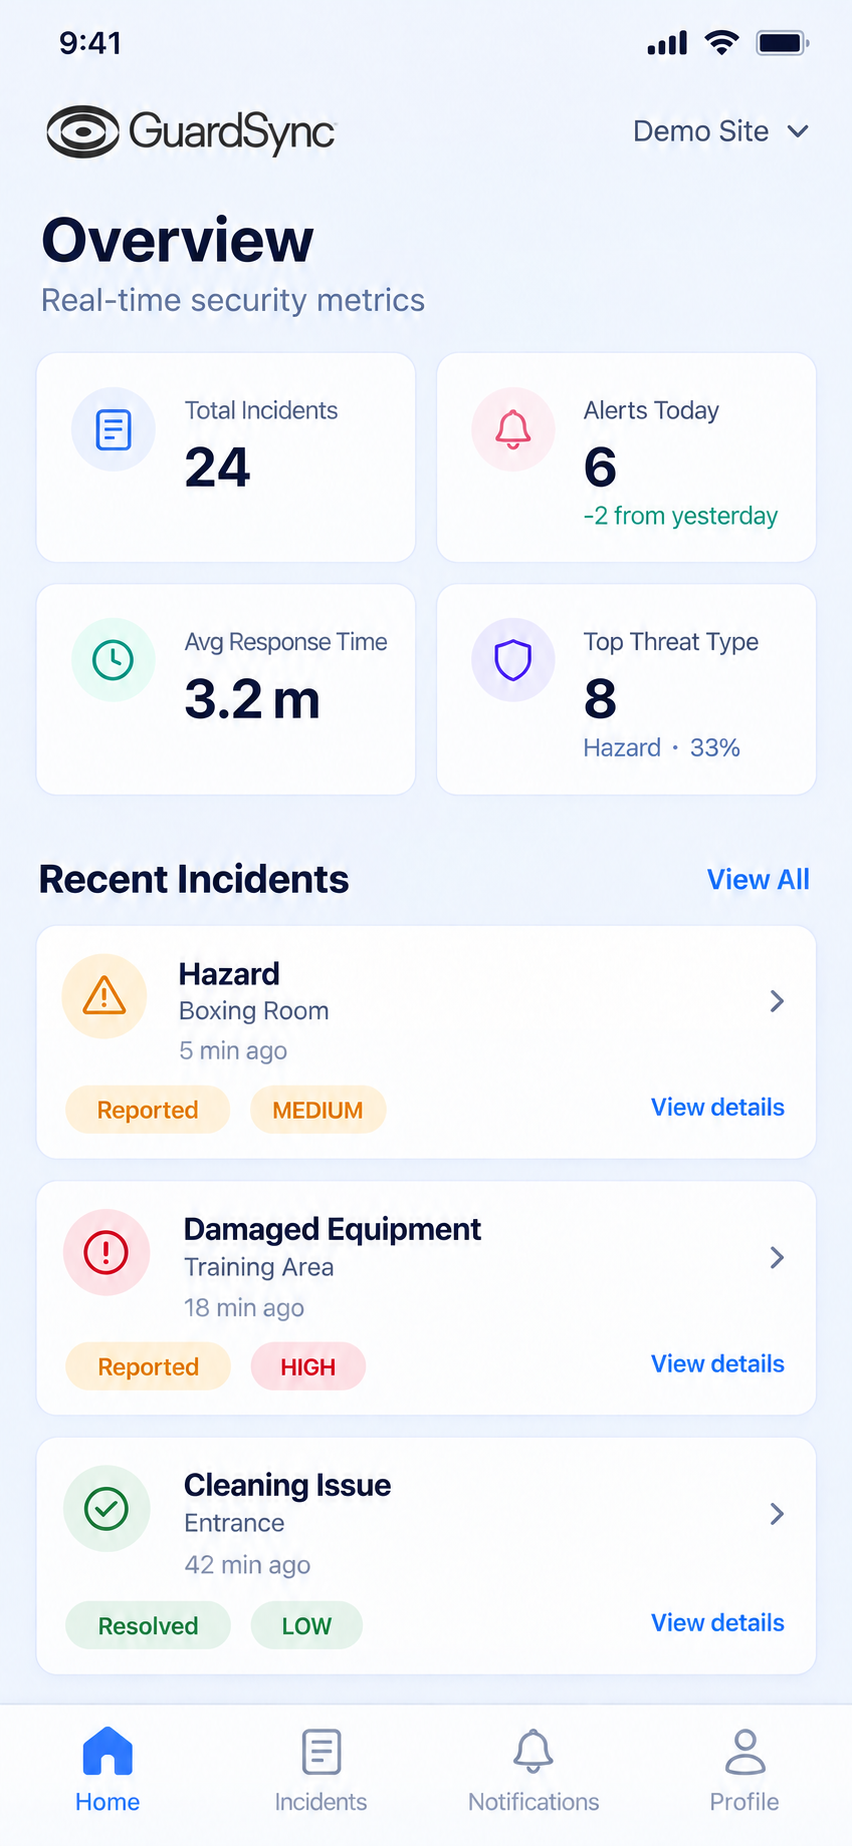 9:41
GuardSync
Demo Site
Overview
Real-time security metrics
Total Incidents
24
Alerts Today
6
-2 from yesterday
Avg Response Time
3.2 m
Top Threat Type
8
Hazard · 33%
Recent Incidents
View All
Hazard
Boxing Room
5 min ago
Reported
MEDIUM
View details
Damaged Equipment
Training Area
18 min ago
Reported
HIGH
View details
Cleaning Issue
Entrance
42 min ago
Resolved
LOW
View details
Home
Incidents
Notifications
Profile